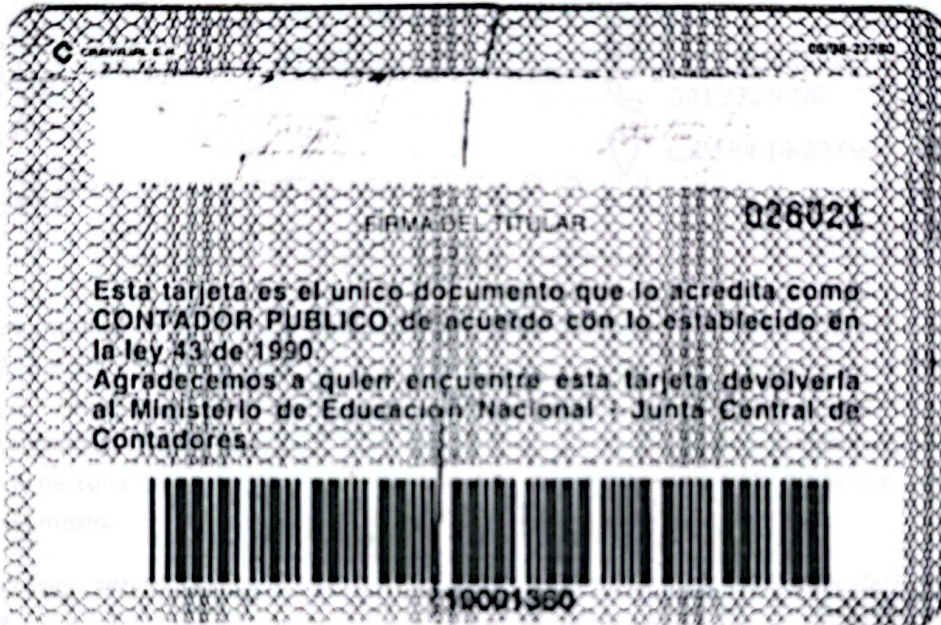 CARVAJAL S.A.
08/98-23280
FIRMA DEL TITULAR
026021
Esta tarjeta es el único documento que lo acredita como
CONTADOR PUBLICO de acuerdo con lo establecido en
la ley 43 de 1990.
Agradecemos a quien encuentre esta tarjeta devolverla
al Ministerio de Educación Nacional - Junta Central de
Contadores.
10001360